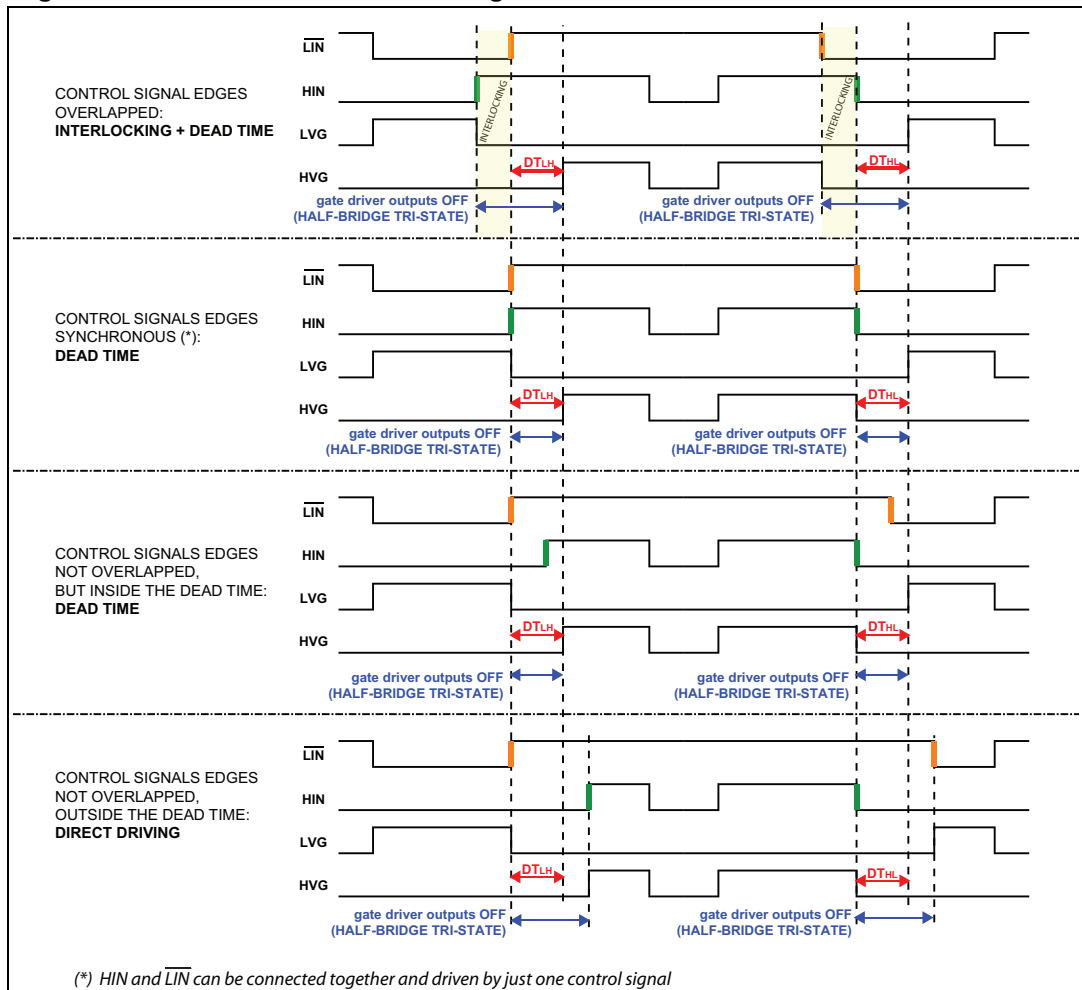 LIN
CONTROL SIGNAL EDGES
OVERLAPPED:
INTERLOCKING + DEAD TIME
HIN
LVG
HVG
INTERLOCKING
INTERLOCKING
DTLH
DTHL
gate driver outputs OFF
(HALF-BRIDGE TRI-STATE)
gate driver outputs OFF
(HALF-BRIDGE TRI-STATE)
LIN
CONTROL SIGNALS EDGES
SYNCHRONOUS (*):
DEAD TIME
HIN
LVG
HVG
DTLH
DTHL
gate driver outputs OFF
(HALF-BRIDGE TRI-STATE)
gate driver outputs OFF
(HALF-BRIDGE TRI-STATE)
LIN
CONTROL SIGNALS EDGES
NOT OVERLAPPED,
BUT INSIDE THE DEAD TIME:
DEAD TIME
HIN
LVG
HVG
DTLH
DTHL
gate driver outputs OFF
(HALF-BRIDGE TRI-STATE)
gate driver outputs OFF
(HALF-BRIDGE TRI-STATE)
LIN
CONTROL SIGNALS EDGES
NOT OVERLAPPED,
OUTSIDE THE DEAD TIME:
DIRECT DRIVING
HIN
LVG
HVG
DTLH
DTHL
gate driver outputs OFF
(HALF-BRIDGE TRI-STATE)
gate driver outputs OFF
(HALF-BRIDGE TRI-STATE)
(*) HIN and LIN can be connected together and driven by just one control signal